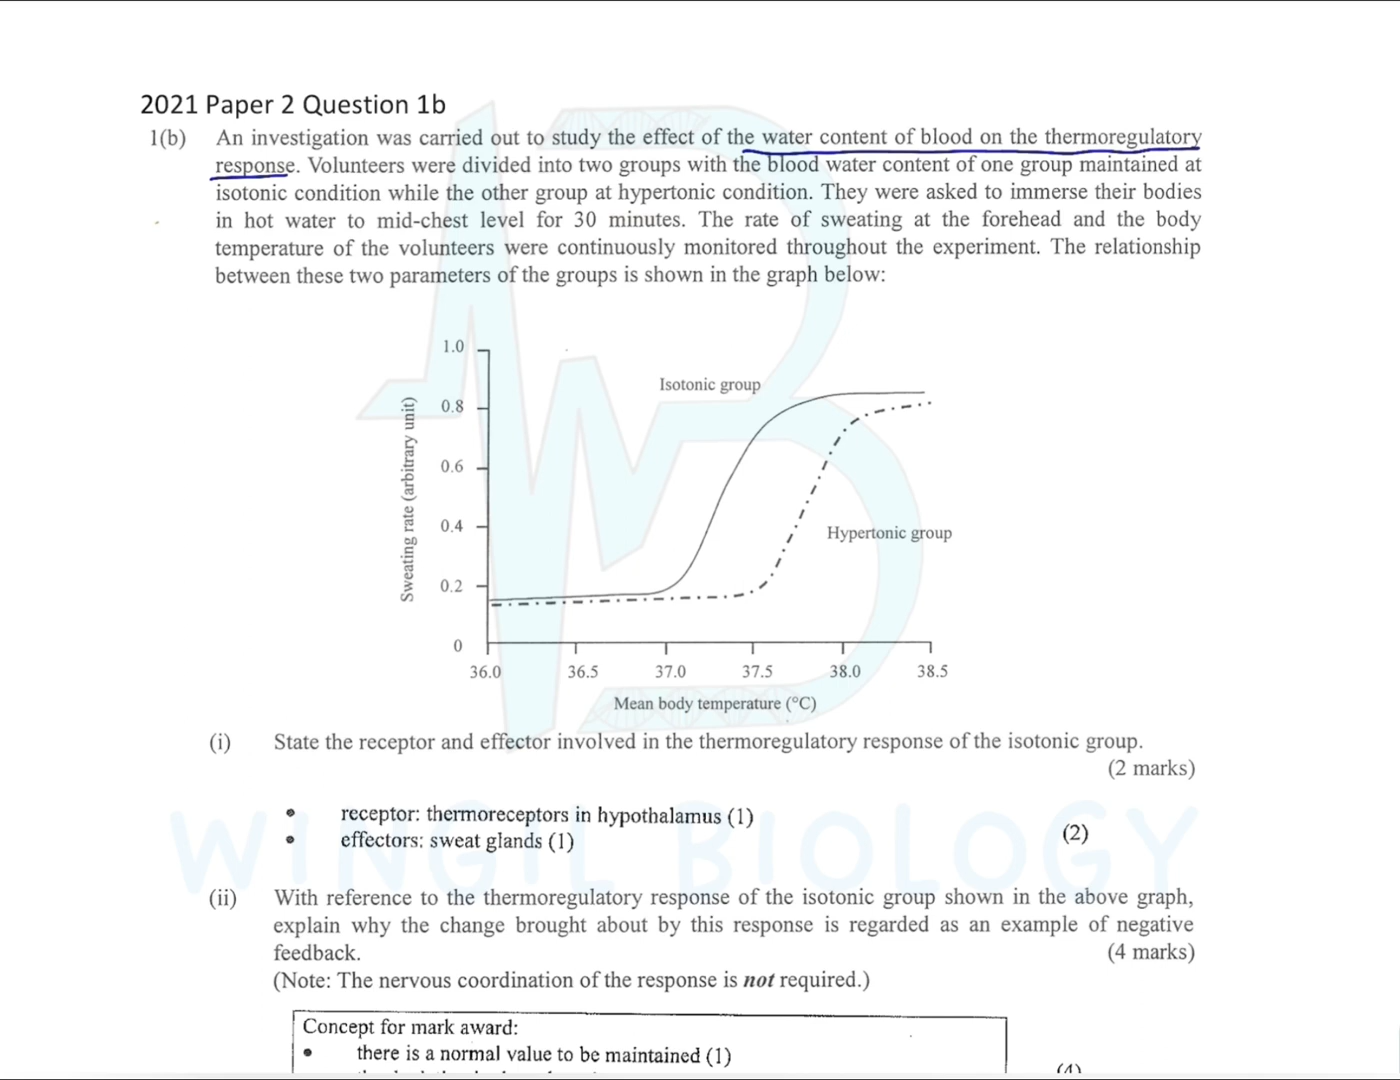 2021 Paper 2 Question 1b
1(b) An investigation was carried out to study the effect of the water content of blood on the thermoregulatory
response. Volunteers were divided into two groups with the blood water content of one group maintained at
isotonic condition while the other group at hypertonic condition. They were asked to immerse their bodies
in hot water to mid-chest level for 30 minutes. The rate of sweating at the forehead and the body
temperature of the volunteers were continuously monitored throughout the experiment. The relationship
between these two parameters of the groups is shown in the graph below:
1.0
Isotonic group
0.8
Sweating rate (arbitrary unit)
0.6
0.4
Hypertonic group
0.2
0
36.0 36.5 37.0 37.5 38.0 38.5
Mean body temperature (°C)
(i) State the receptor and effector involved in the thermoregulatory response of the isotonic group.
(2 marks)
• receptor: thermoreceptors in hypothalamus (1)
• effectors: sweat glands (1) (2)
WINGIL BIOLOGY
(ii) With reference to the thermoregulatory response of the isotonic group shown in the above graph,
explain why the change brought about by this response is regarded as an example of negative
feedback. (4 marks)
(Note: The nervous coordination of the response is not required.)
Concept for mark award:
• there is a normal value to be maintained (1)